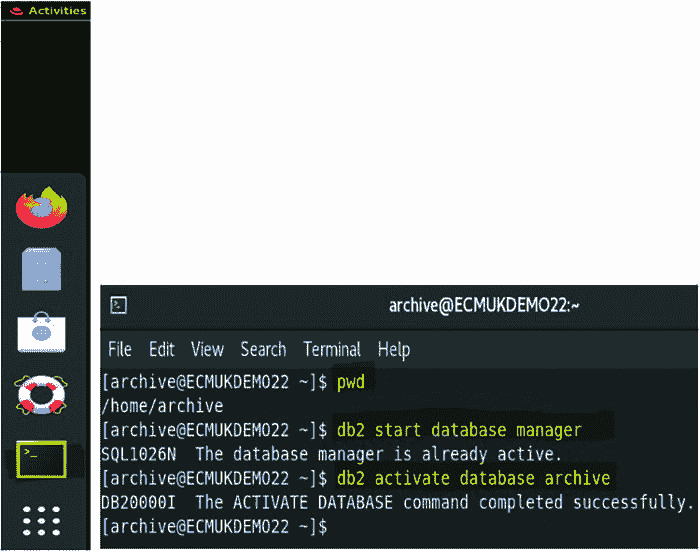 Activities
archive@ECMUKDEMO22:~
File Edit View Search Terminal Help
[archive@ECMUKDEMO22 ~]$ pwd
/home/archive
[archive@ECMUKDEMO22 ~]$ db2 start database manager
SQL1026N  The database manager is already active.
[archive@ECMUKDEMO22 ~]$ db2 activate database archive
DB20000I  The ACTIVATE DATABASE command completed successfully.
[archive@ECMUKDEMO22 ~]$